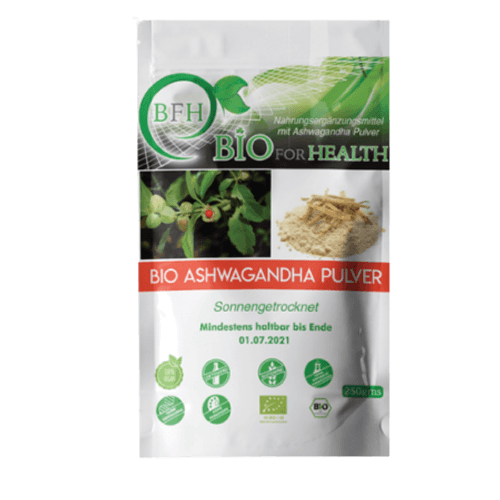 BFH
Nahrungsergänzungsmittel
mit Ashwagandha Pulver
BIO FOR HEALTH
BIO ASHWAGANDHA PULVER
Sonnengetrocknet
Mindestens haltbar bis Ende
01.07.2021
BIO